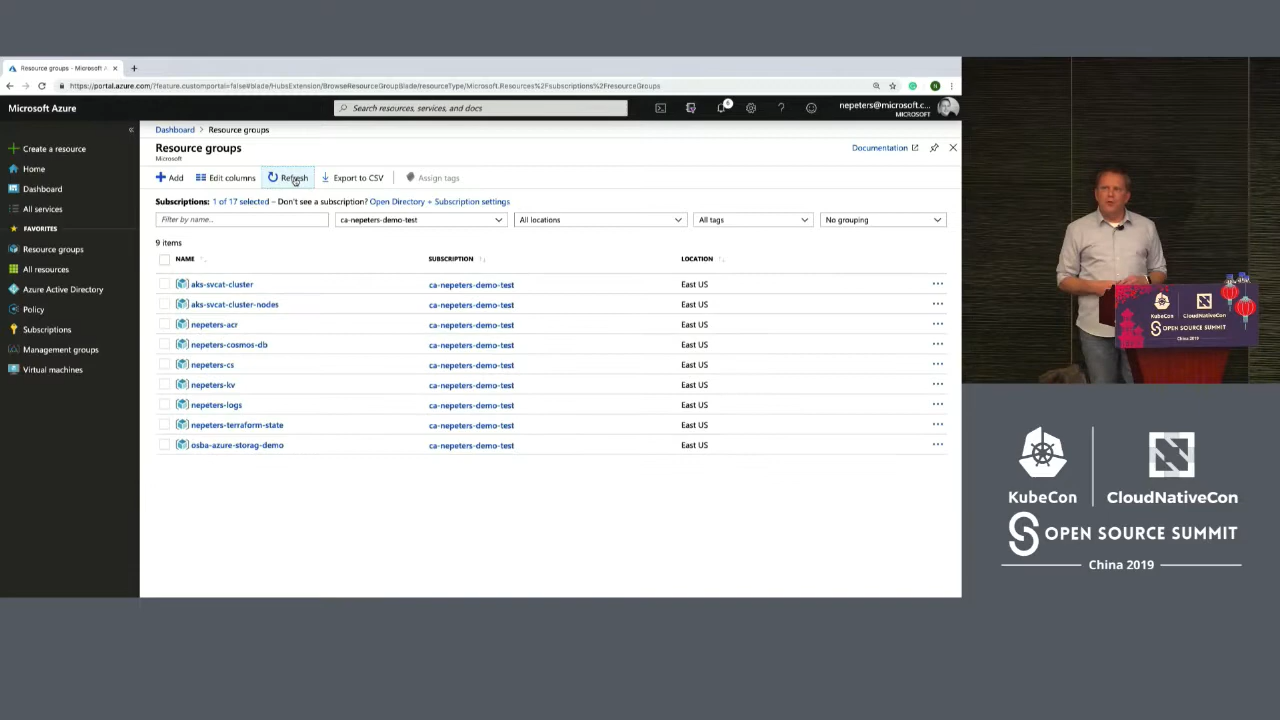 Resource groups - Microsoft A
https://portal.azure.com/?feature.customportal=false#blade/HubsExtension/BrowseResourceGroupBlade/resourceType/Microsoft.Resources%2Fsubscriptions%2FresourceGroups
Microsoft Azure
Search resources, services, and docs
nepeters@microsoft.c...
MICROSOFT
Create a resource
Home
Dashboard
All services
FAVORITES
Resource groups
All resources
Azure Active Directory
Policy
Subscriptions
Management groups
Virtual machines
Dashboard > Resource groups
Resource groups
Microsoft
Documentation
Add Edit columns Refresh Export to CSV Assign tags
Subscriptions: 1 of 17 selected – Don't see a subscription? Open Directory + Subscription settings
Filter by name... ca-nepeters-demo-test All locations All tags No grouping
9 items
NAME SUBSCRIPTION LOCATION
aks-svcat-cluster ca-nepeters-demo-test East US
aks-svcat-cluster-nodes ca-nepeters-demo-test East US
nepeters-acr ca-nepeters-demo-test East US
nepeters-cosmos-db ca-nepeters-demo-test East US
nepeters-cs ca-nepeters-demo-test East US
nepeters-kv ca-nepeters-demo-test East US
nepeters-logs ca-nepeters-demo-test East US
nepeters-terraform-state ca-nepeters-demo-test East US
osba-azure-storag-demo ca-nepeters-demo-test East US
KubeCon CloudNativeCon
OPEN SOURCE SUMMIT
China 2019
KubeCon CloudNativeCon
OPEN SOURCE SUMMIT
China 2019